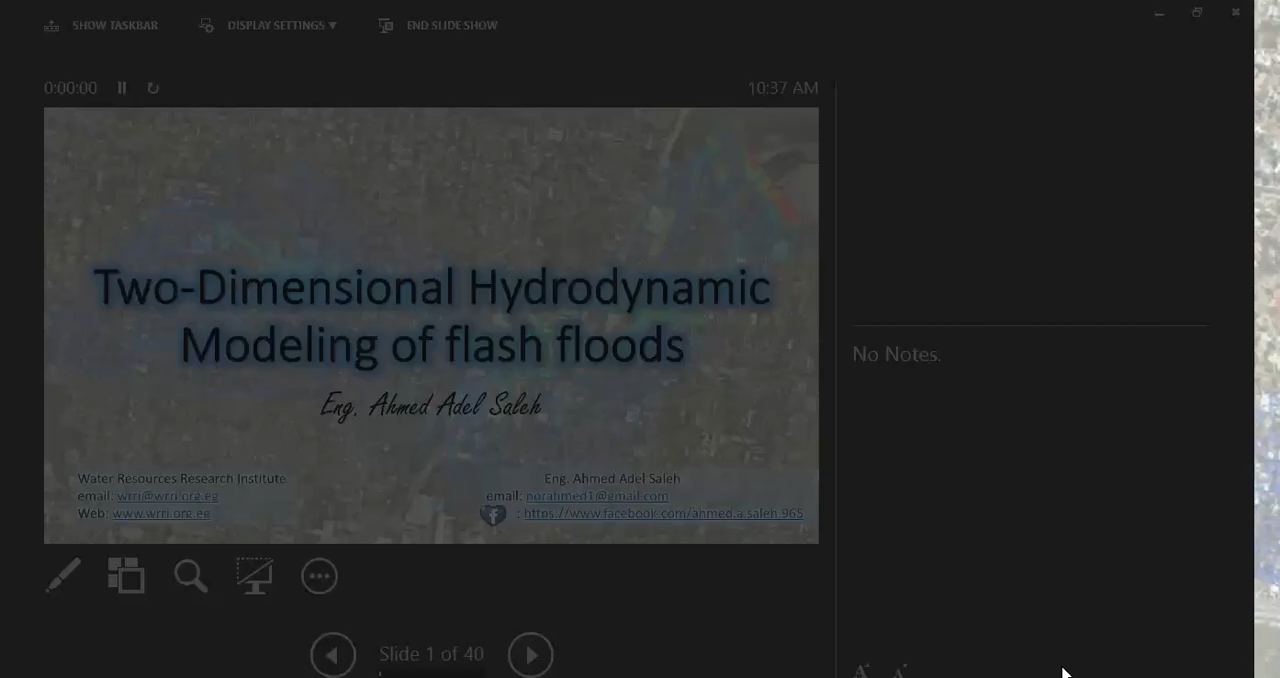 SHOW TASKBAR
DISPLAY SETTINGS ▼
END SLIDE SHOW
0:00:00
10:37 AM
Two-Dimensional Hydrodynamic
Modeling of flash floods
Eng. Ahmed Adel Saleh
Water Resources Research Institute
email: wrri@wrri.org.eg
Web: www.wrri.org.eg
Eng. Ahmed Adel Saleh
email: norahmed1@gmail.com
: https://www.facebook.com/ahmed.a.saleh.965
No Notes.
Slide 1 of 40
A A